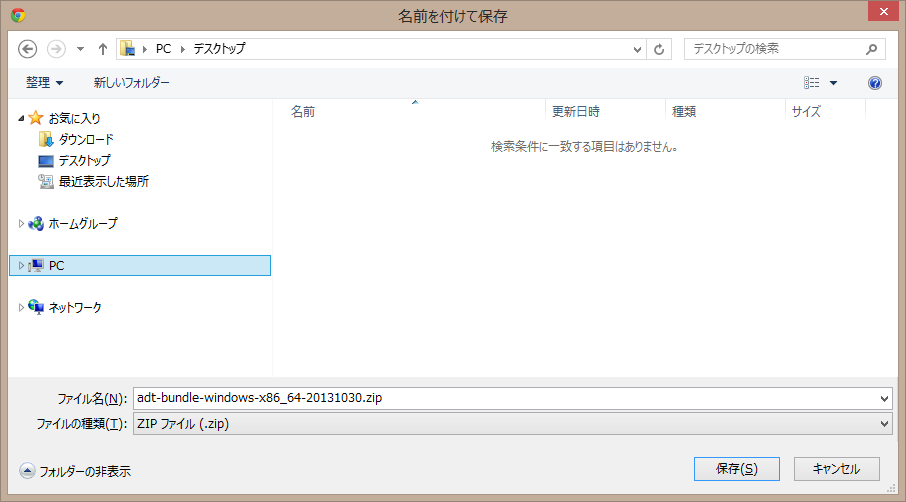 名前を付けて保存
PC デスクトップ デスクトップの検索
整理 新しいフォルダー
名前 更新日時 種類 サイズ
検索条件に一致する項目はありません。
お気に入り
ダウンロード
デスクトップ
最近表示した場所
ホームグループ
PC
ネットワーク
ファイル名(N): adt-bundle-windows-x86_64-20131030.zip
ファイルの種類(T): ZIP ファイル (.zip)
フォルダーの非表示 保存(S) キャンセル